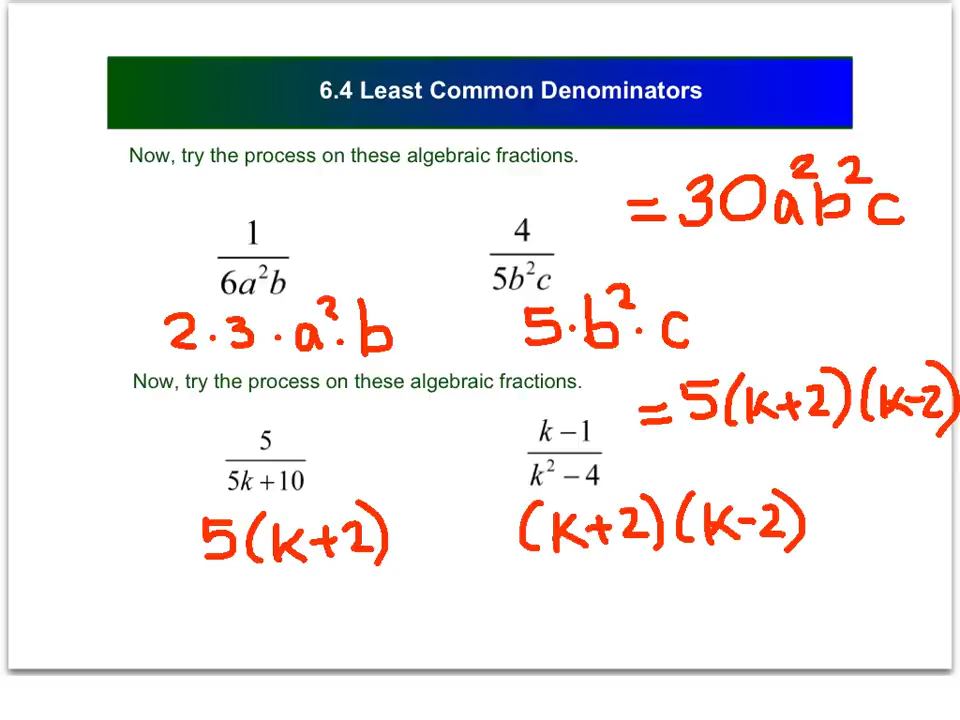 6.4 Least Common Denominators
Now, try the process on these algebraic fractions.
= 30a²b²c
1/6a²b 4/5b²c
2·3·a²·b 5·b²·c
Now, try the process on these algebraic fractions.
= 5(k+2)(k-2)
5/5k+10 k−1/k²−4
5(k+2) (k+2)(k-2)